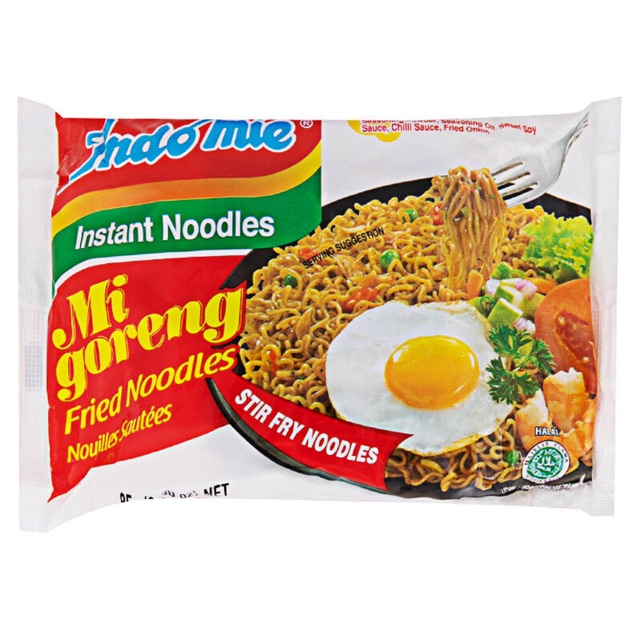 Indomie®
Sauce, Chilli Sauce, Fried Onion
Instant Noodles
SERVING SUGGESTION
Mi
goreng
Fried Noodles
Nouilles Sautées
STIR FRY NOODLES
HALAL
NET